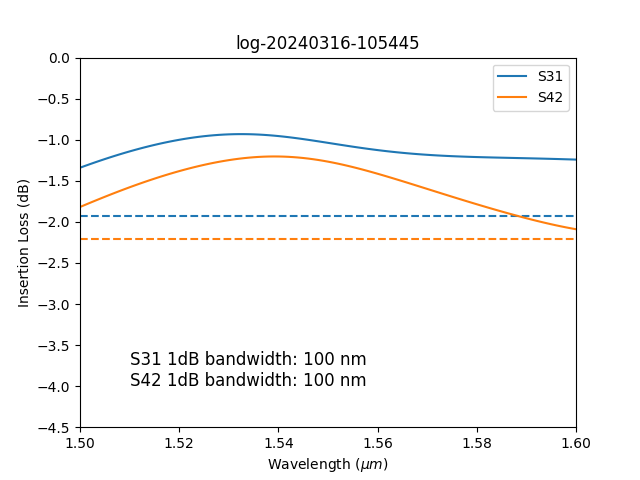 log-20240316-105445
S31
S42
Insertion Loss (dB)
0.0
−0.5
−1.0
−1.5
−2.0
−2.5
−3.0
−3.5
−4.0
−4.5
S31 1dB bandwidth: 100 nm
S42 1dB bandwidth: 100 nm
1.50 1.52 1.54 1.56 1.58 1.60
Wavelength (μm)